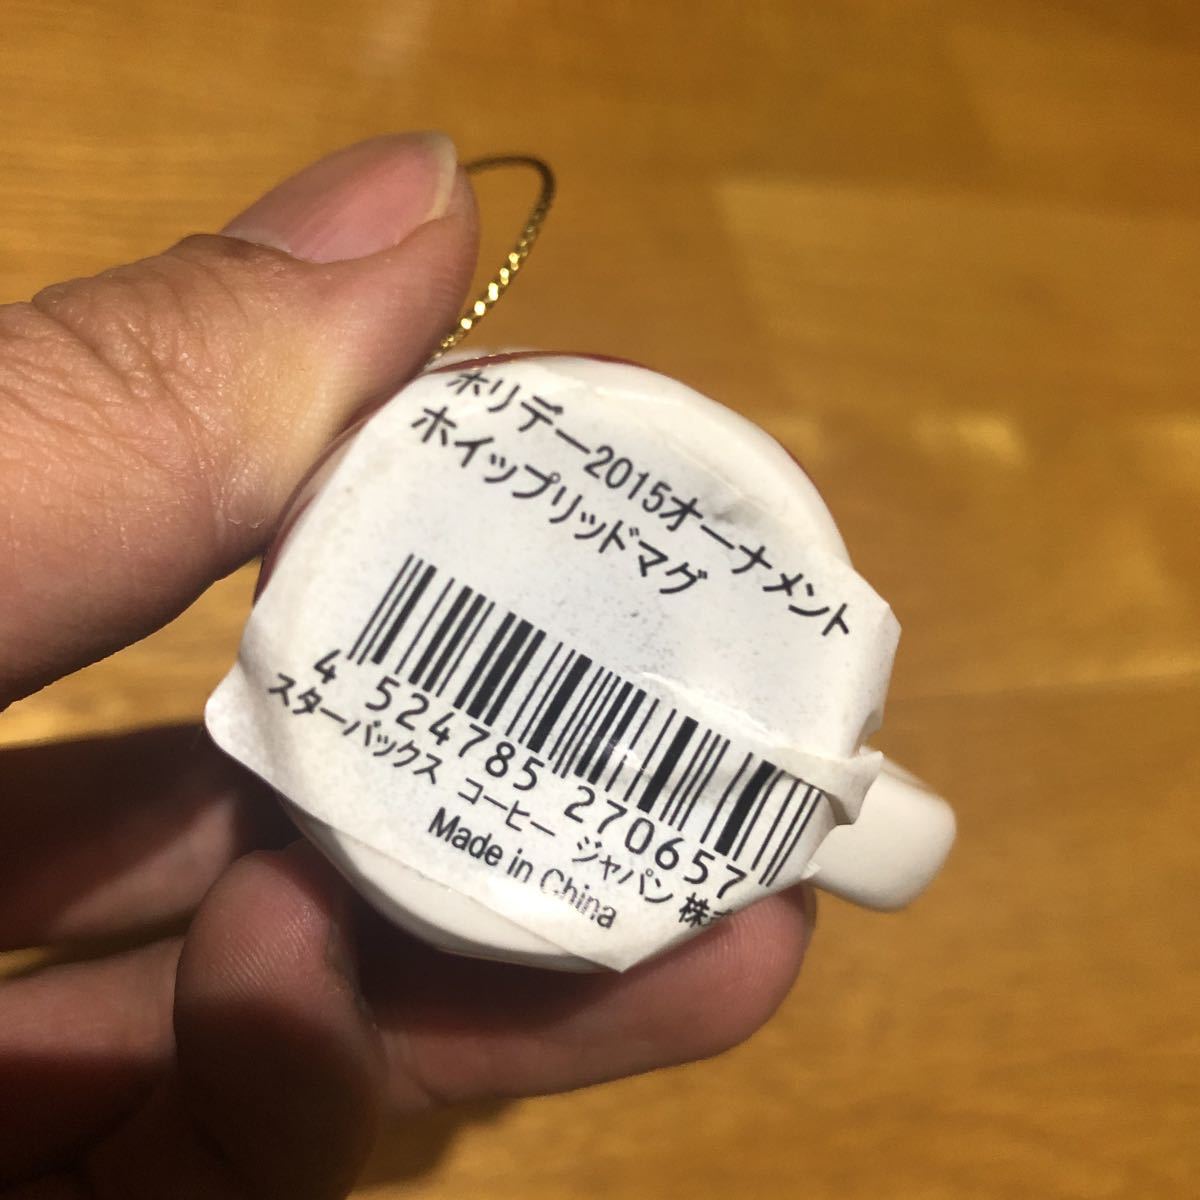 ホリデー2015オーナメント
ホイップリッドマグ
4 524785 270657
スターバックス コーヒー ジャパン 株式
Made in China